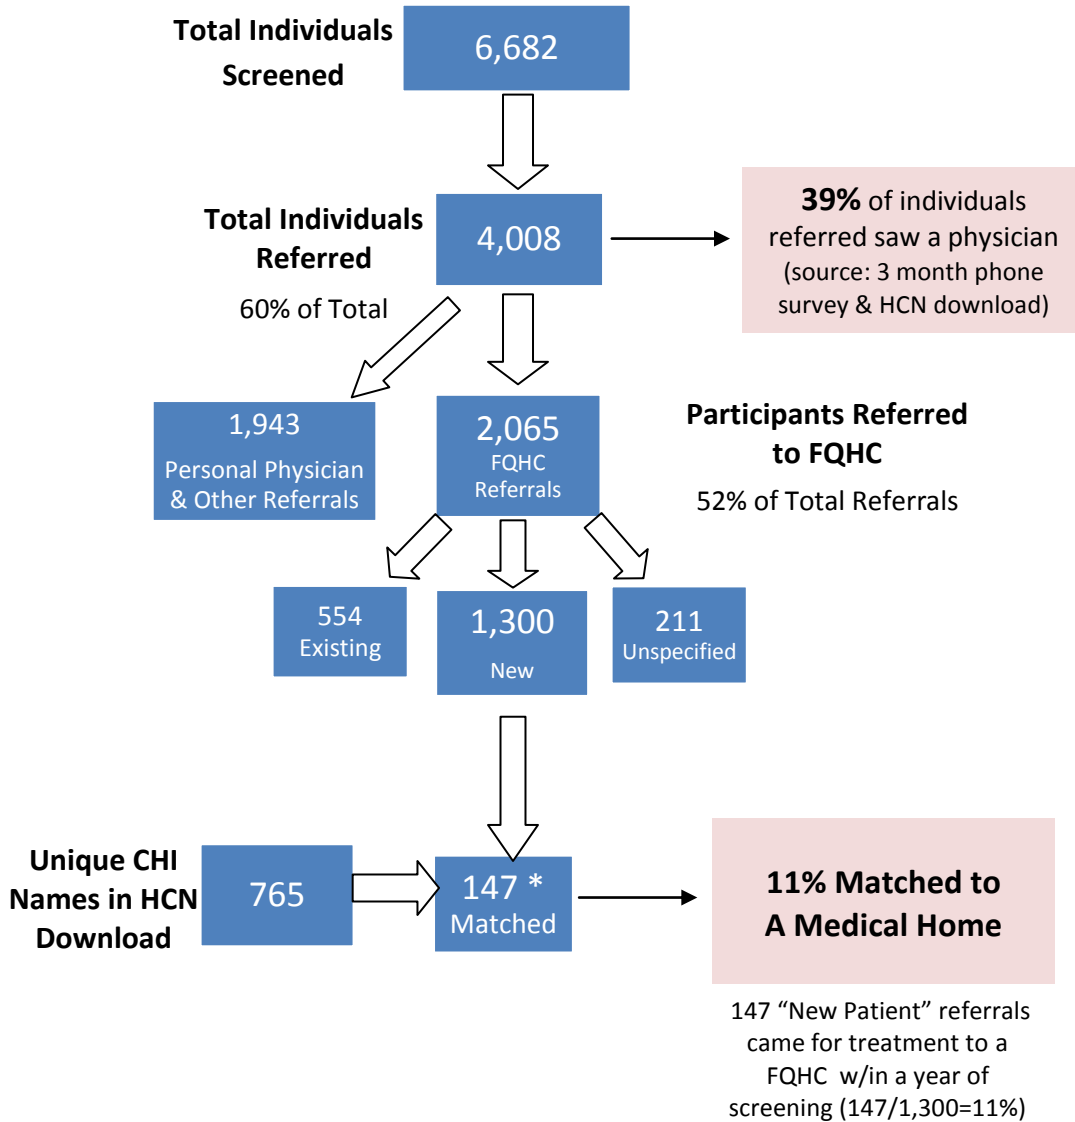 Total Individuals
Screened
6,682
Total Individuals
Referred
60% of Total
4,008
39% of individuals
referred saw a physician
(source: 3 month phone
survey & HCN download)
1,943
Personal Physician
& Other Referrals
2,065
FQHC
Referrals
Participants Referred
to FQHC
52% of Total Referrals
554
Existing
1,300
New
211
Unspecified
Unique CHI
Names in HCN
Download
765
147 *
Matched
11% Matched to
A Medical Home
147 “New Patient” referrals
came for treatment to a
FQHC w/in a year of
screening (147/1,300=11%)